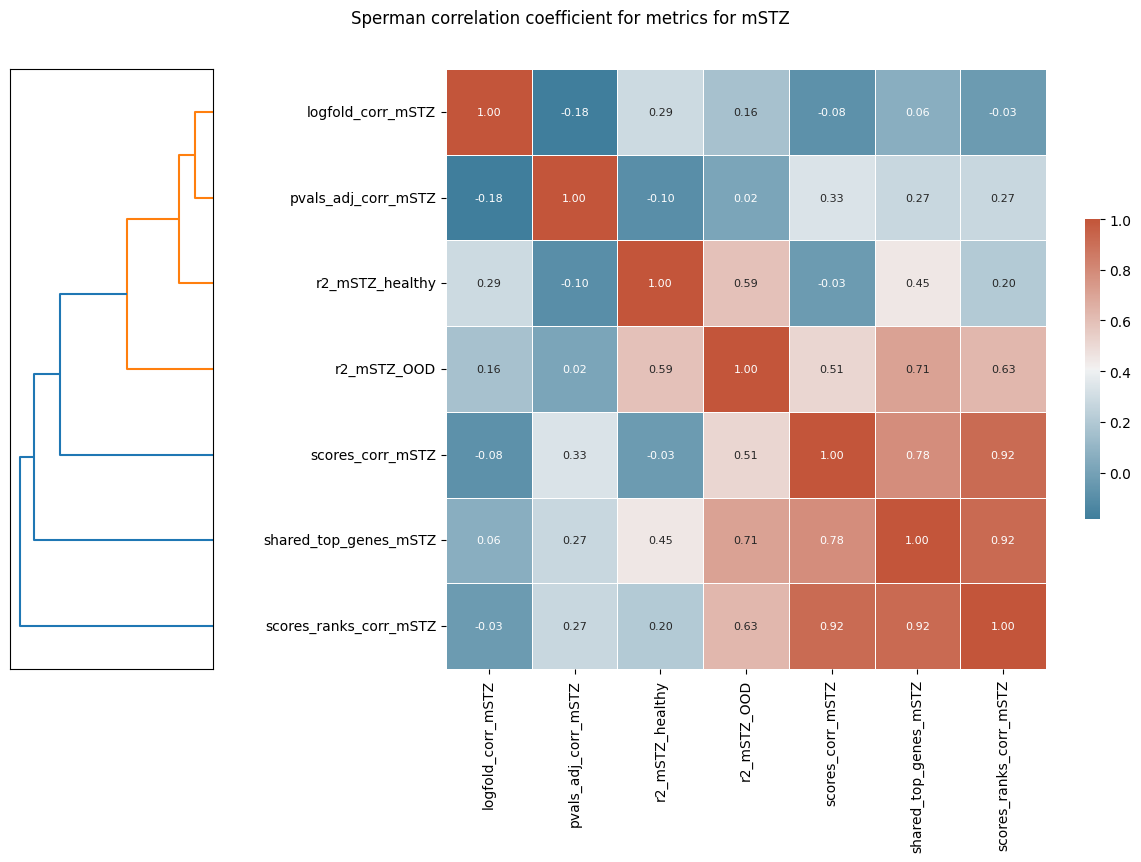 Sperman correlation coefficient for metrics for mSTZ
logfold_corr_mSTZ 1.00 -0.18 0.29 0.16 -0.08 0.06 -0.03
pvals_adj_corr_mSTZ -0.18 1.00 -0.10 0.02 0.33 0.27 0.27
r2_mSTZ_healthy 0.29 -0.10 1.00 0.59 -0.03 0.45 0.20
r2_mSTZ_OOD 0.16 0.02 0.59 1.00 0.51 0.71 0.63
scores_corr_mSTZ -0.08 0.33 -0.03 0.51 1.00 0.78 0.92
shared_top_genes_mSTZ 0.06 0.27 0.45 0.71 0.78 1.00 0.92
scores_ranks_corr_mSTZ -0.03 0.27 0.20 0.63 0.92 0.92 1.00
logfold_corr_mSTZ
pvals_adj_corr_mSTZ
r2_mSTZ_healthy
r2_mSTZ_OOD
scores_corr_mSTZ
shared_top_genes_mSTZ
scores_ranks_corr_mSTZ
1.0
0.8
0.6
0.4
0.2
0.0